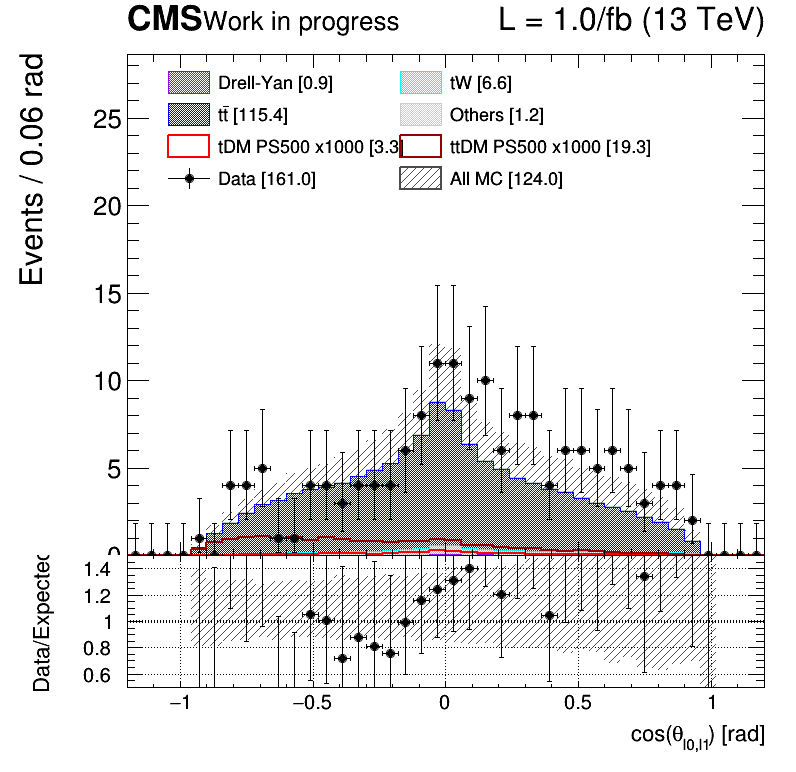 CMS Work in progress L = 1.0/fb (13 TeV)
Events / 0.06 rad
Drell-Yan [0.9] tW [6.6]
tt̄ [115.4] Others [1.2]
tDM PS500 x1000 [3.3] ttDM PS500 x1000 [19.3]
Data [161.0] All MC [124.0]
25
20
15
10
5
0
Data/Expected
1.4
1.2
1
0.8
0.6
−1 −0.5 0 0.5 1
cos(θl0,l1) [rad]